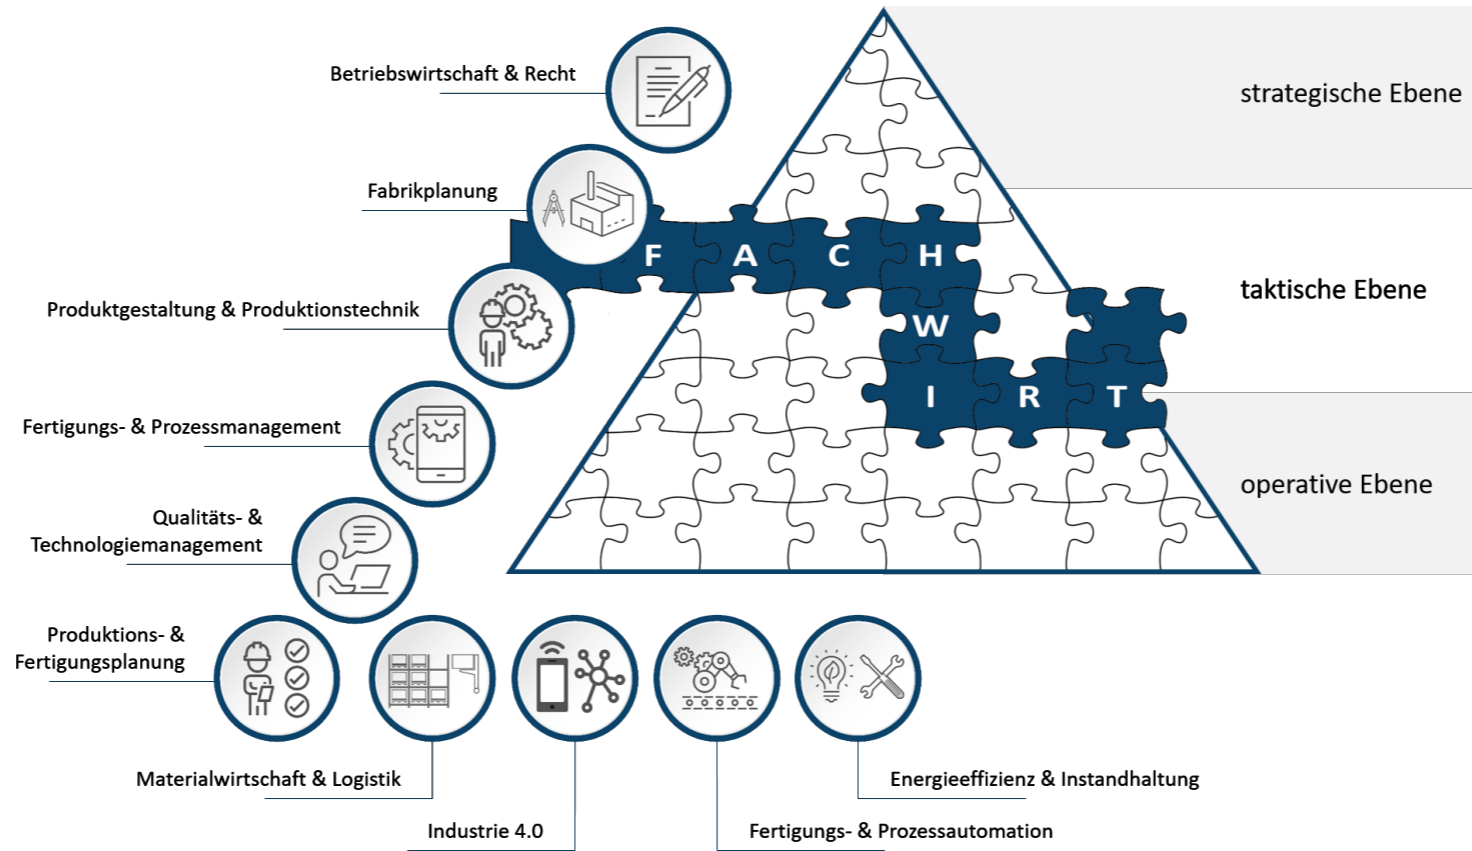 Betriebswirtschaft & Recht
strategische Ebene
Fabrikplanung
F A C H
W
I R T
taktische Ebene
Produktgestaltung & Produktionstechnik
Fertigungs- & Prozessmanagement
operative Ebene
Qualitäts- &
Technologiemanagement
Produktions- &
Fertigungsplanung
Materialwirtschaft & Logistik
Industrie 4.0
Fertigungs- & Prozessautomation
Energieeffizienz & Instandhaltung